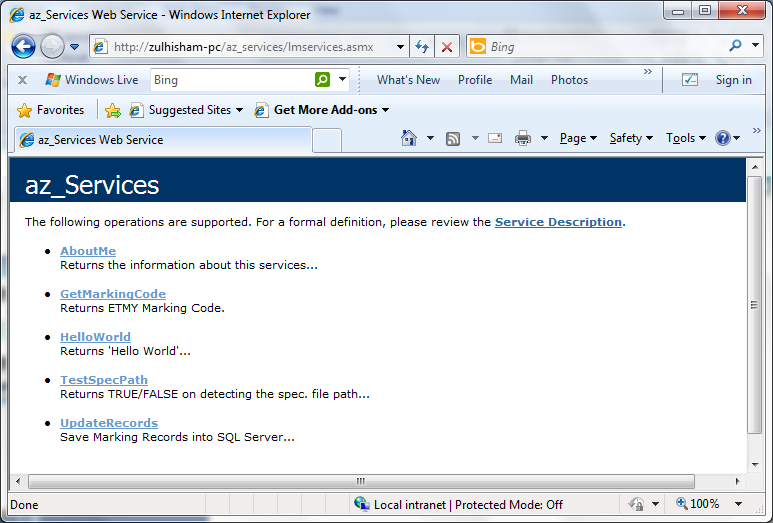 az_Services Web Service - Windows Internet Explorer
http://zulhisham-pc/az_services/lmservices.asmx
Bing
Windows Live
Bing
What's New
Profile
Mail
Photos
»
Sign in
Favorites
Suggested Sites
Get More Add-ons
az_Services Web Service
Page
Safety
Tools
»
az_Services
The following operations are supported. For a formal definition, please review the Service Description.
• AboutMe
Returns the information about this services...
• GetMarkingCode
Returns ETMY Marking Code.
• HelloWorld
Returns 'Hello World'...
• TestSpecPath
Returns TRUE/FALSE on detecting the spec. file path...
• UpdateRecords
Save Marking Records into SQL Server...
Done
Local intranet | Protected Mode: Off
100%